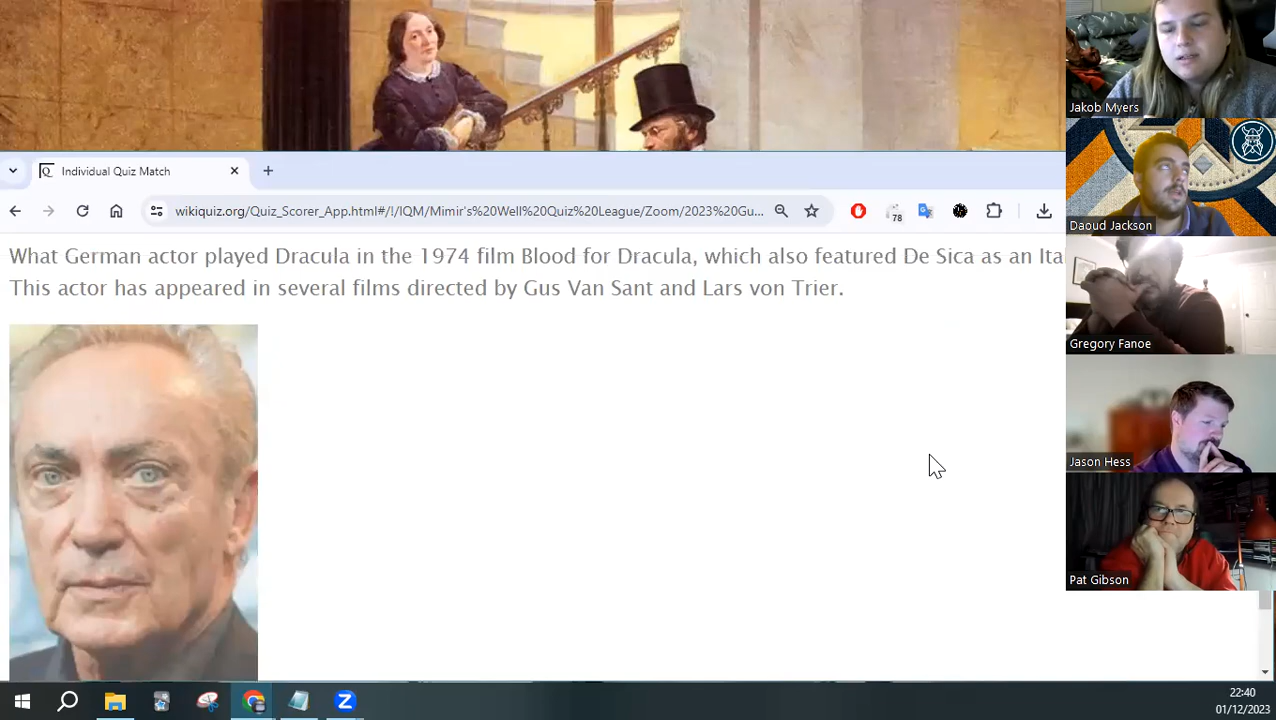 Individual Quiz Match
wikiquiz.org/Quiz_Scorer_App.html#/!/IQM/Mimir's%20Well%20Quiz%20League/Zoom/2023%20Gu...
78
What German actor played Dracula in the 1974 film Blood for Dracula, which also featured De Sica as an Ita
This actor has appeared in several films directed by Gus Van Sant and Lars von Trier.
Jakob Myers
Daoud Jackson
Gregory Fanoe
Jason Hess
Pat Gibson
22:40
01/12/2023